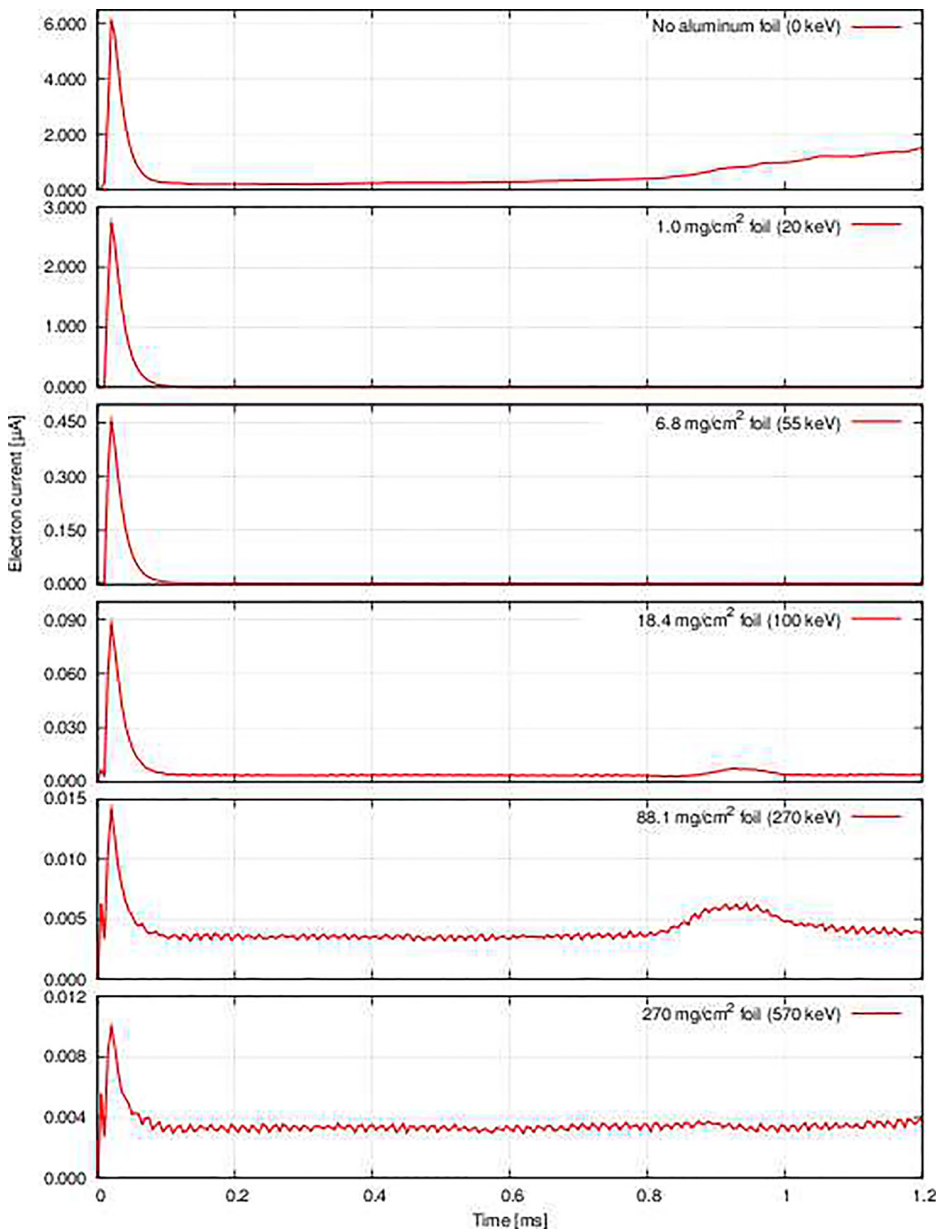 No aluminum foil (0 keV)
6.000
4.000
2.000
0.000
1.0 mg/cm² foil (20 keV)
3.000
2.000
1.000
0.000
6.8 mg/cm² foil (55 keV)
0.450
0.300
0.150
0.000
Electron current [µA]
18.4 mg/cm² foil (100 keV)
0.090
0.060
0.030
0.000
88.1 mg/cm² foil (270 keV)
0.015
0.010
0.005
0.000
270 mg/cm² foil (570 keV)
0.012
0.008
0.004
0.000
0 0.2 0.4 0.6 0.8 1 1.2
Time [ms]